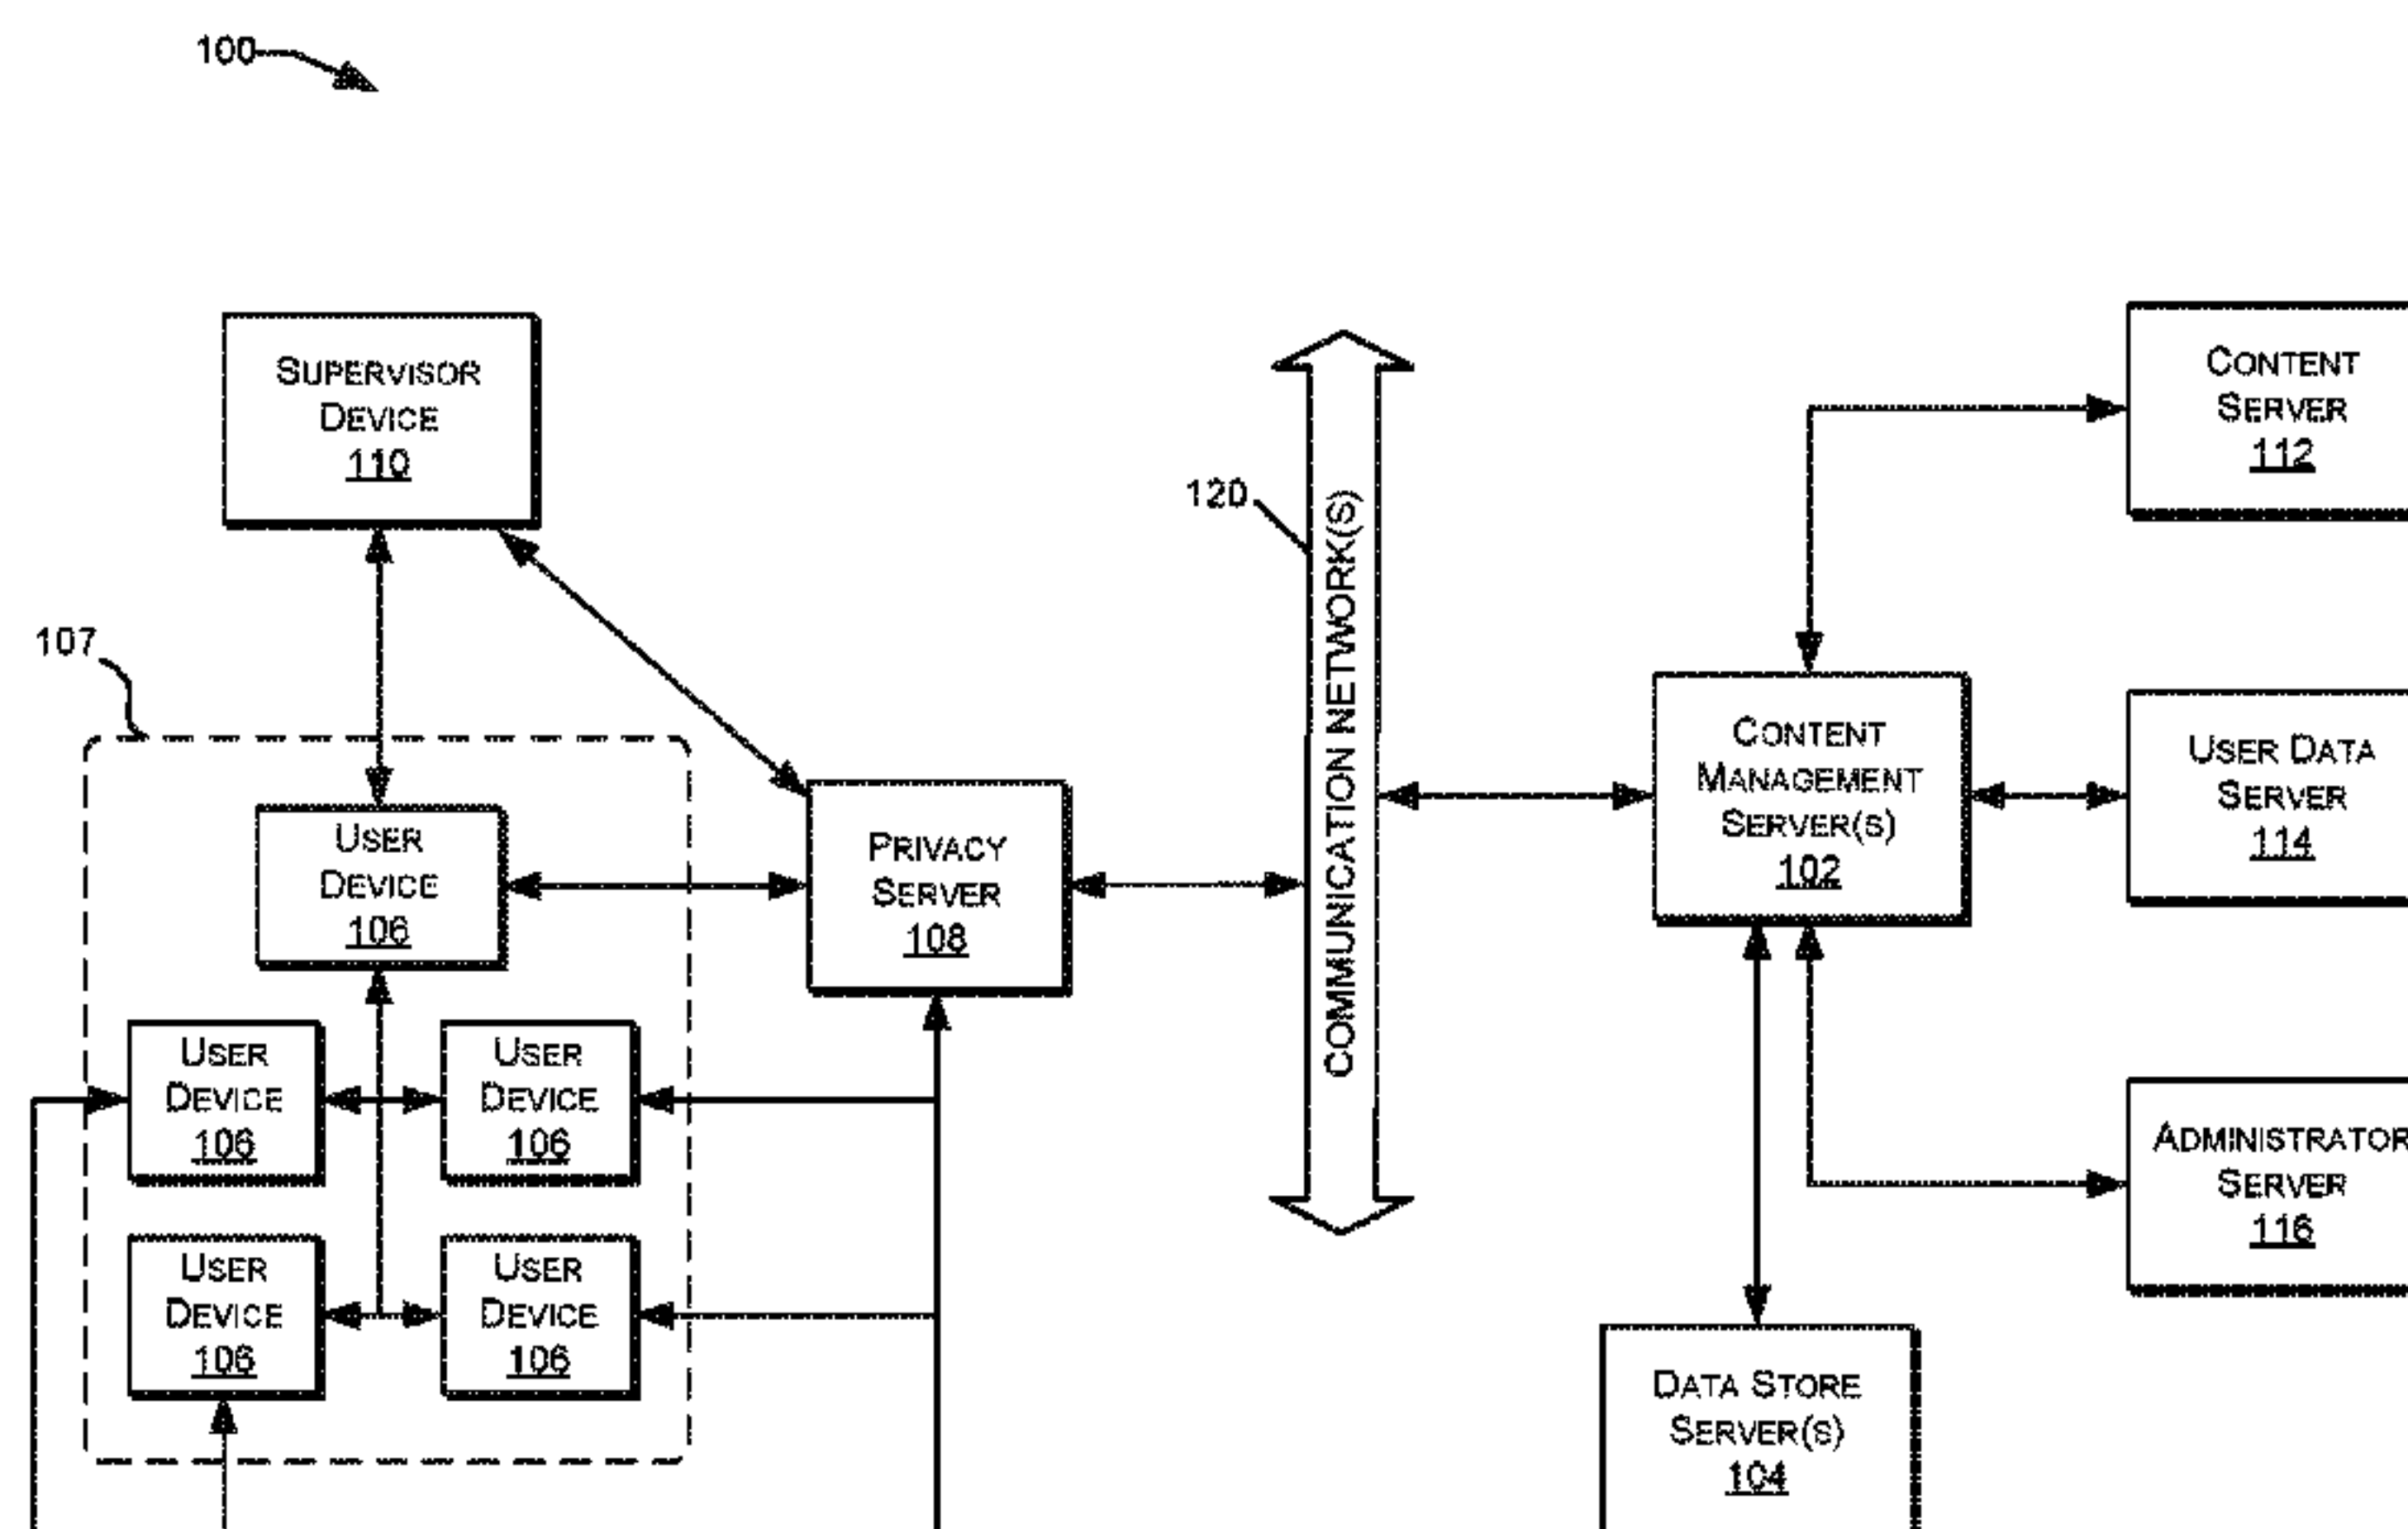 100
SUPERVISOR
DEVICE
110
107
USER
DEVICE
106
USER
DEVICE
106
USER
DEVICE
106
USER
DEVICE
106
USER
DEVICE
106
PRIVACY
SERVER
108
120
COMMUNICATION NETWORK(S)
CONTENT
MANAGEMENT
SERVER(S)
102
CONTENT
SERVER
112
USER DATA
SERVER
114
ADMINISTRATOR
SERVER
116
DATA STORE
SERVER(S)
104